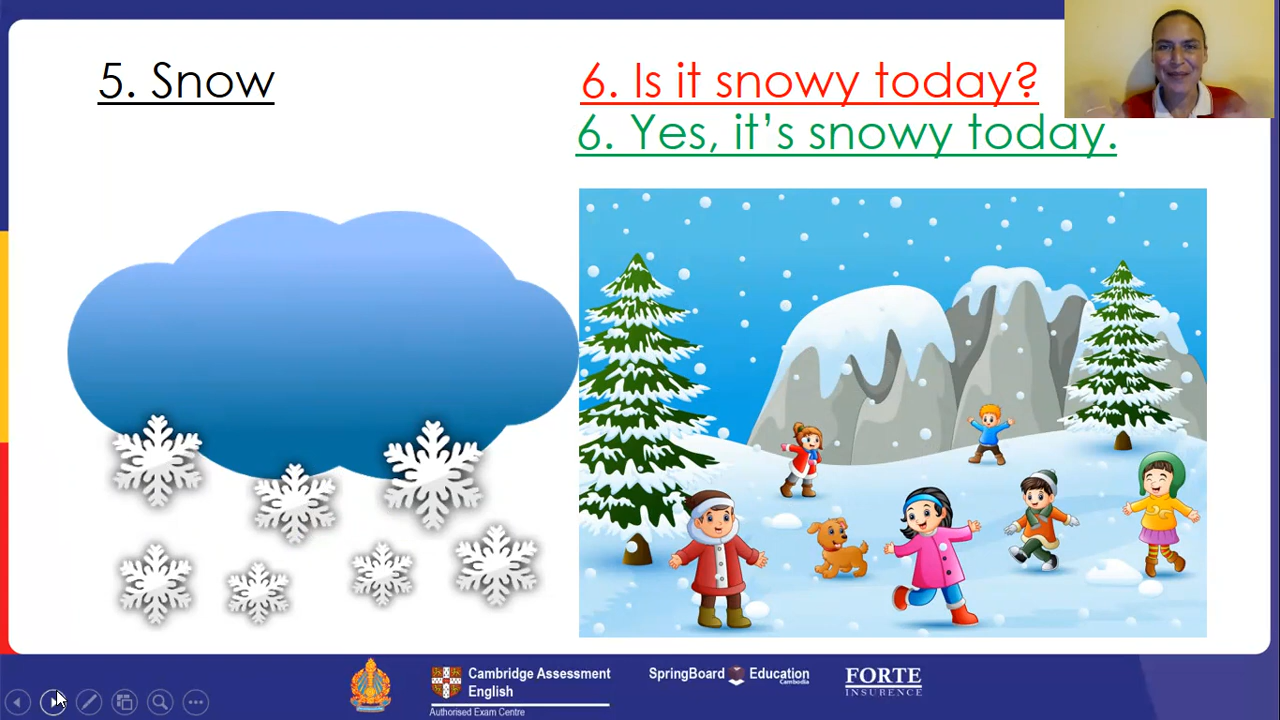 5. Snow
6. Is it snowy today?
6. Yes, it's snowy today.
Cambridge Assessment
English
Authorised Exam Centre
SpringBoard Education
Cambodia
FORTE
INSURENCE